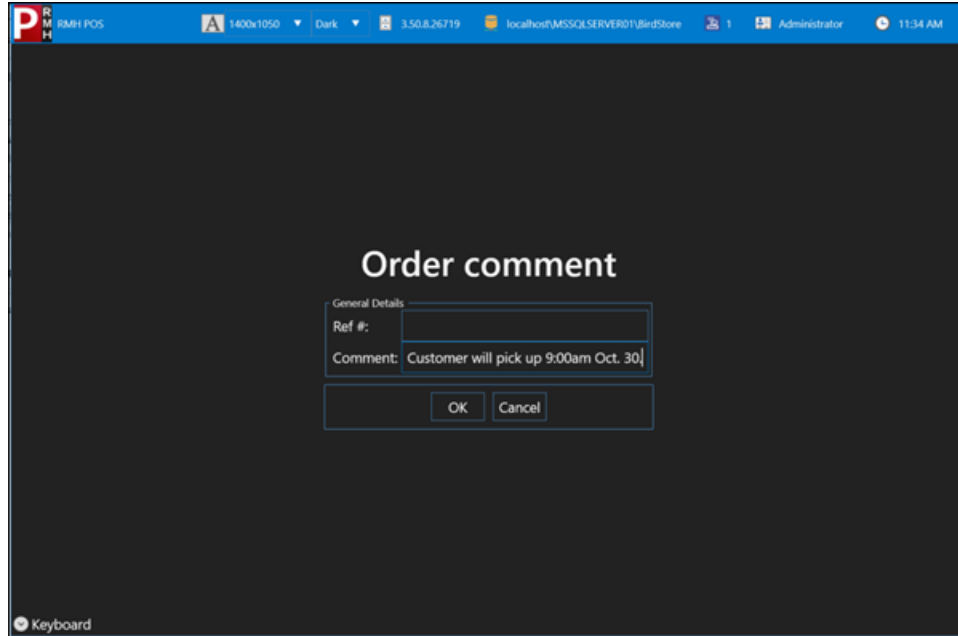 P RMH RMH POS A 1400x1050 Dark 3.50.8.26719 localhost\MSSQLSERVER01\BirdStore 1 Administrator 11:34 AM
Order comment
General Details
Ref #:
Comment: Customer will pick up 9:00am Oct. 30.
OK Cancel
Keyboard